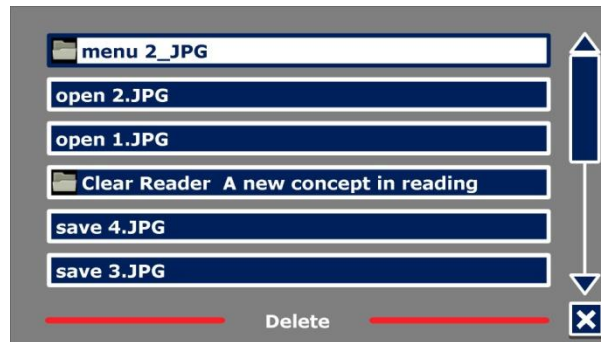 menu 2_JPG
open 2.JPG
open 1.JPG
Clear Reader A new concept in reading
save 4.JPG
save 3.JPG
Delete